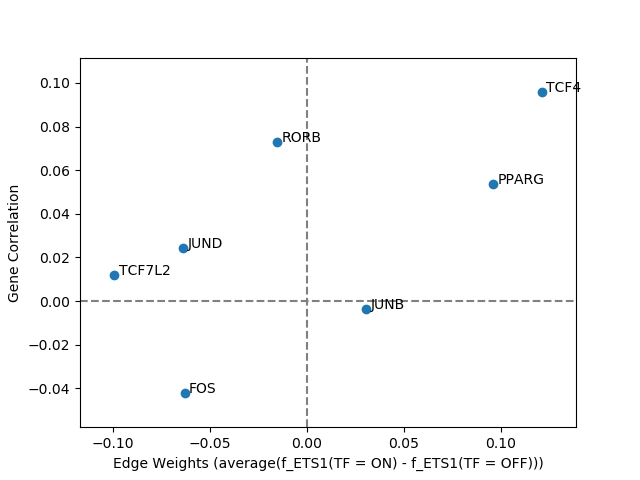 0.10
0.08
0.06
0.04
0.02
0.00
−0.02
−0.04
Gene Correlation
TCF4
RORB
PPARG
JUND
TCF7L2
JUNB
FOS
−0.10
−0.05
0.00
0.05
0.10
Edge Weights (average(f_ETS1(TF = ON) - f_ETS1(TF = OFF)))